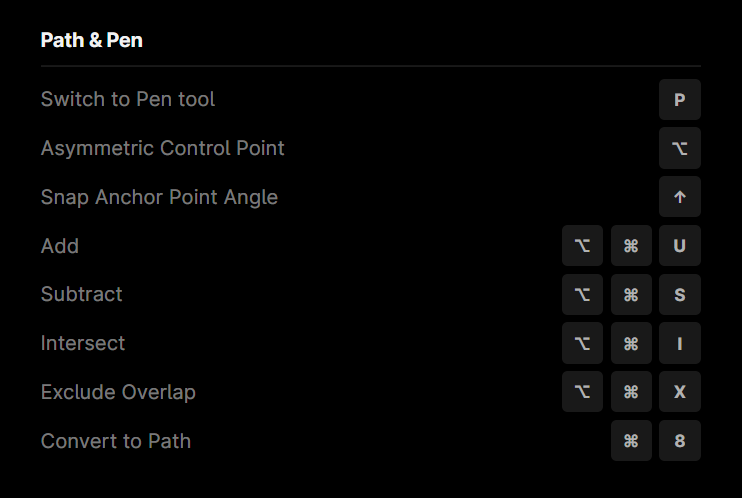 Path & Pen
Switch to Pen tool P
Asymmetric Control Point ⌥
Snap Anchor Point Angle ↑
Add ⌥ ⌘ U
Subtract ⌥ ⌘ S
Intersect ⌥ ⌘ I
Exclude Overlap ⌥ ⌘ X
Convert to Path ⌘ 8